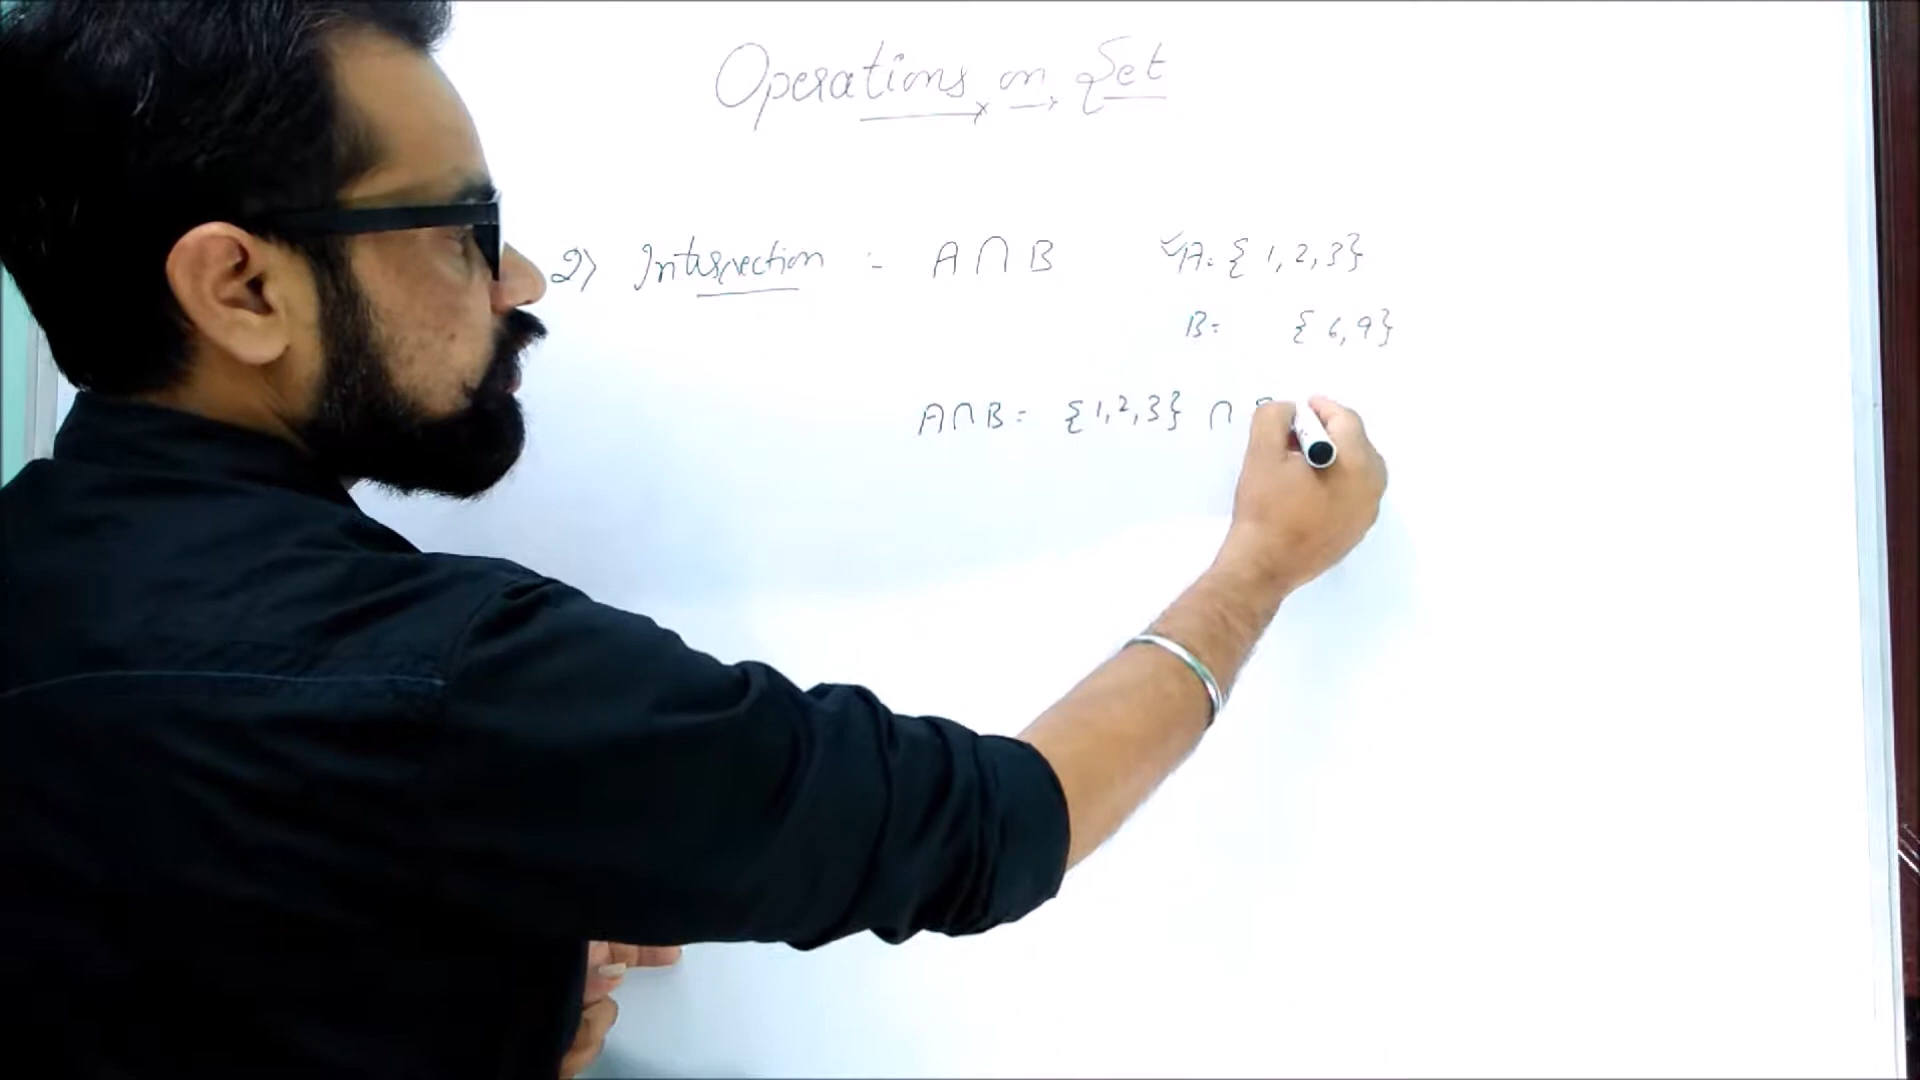 Operations on Set
2) Intersection :- A ∩ B
A = { 1, 2, 3 }
B = { 6, 9 }
A ∩ B = { 1, 2, 3 } ∩